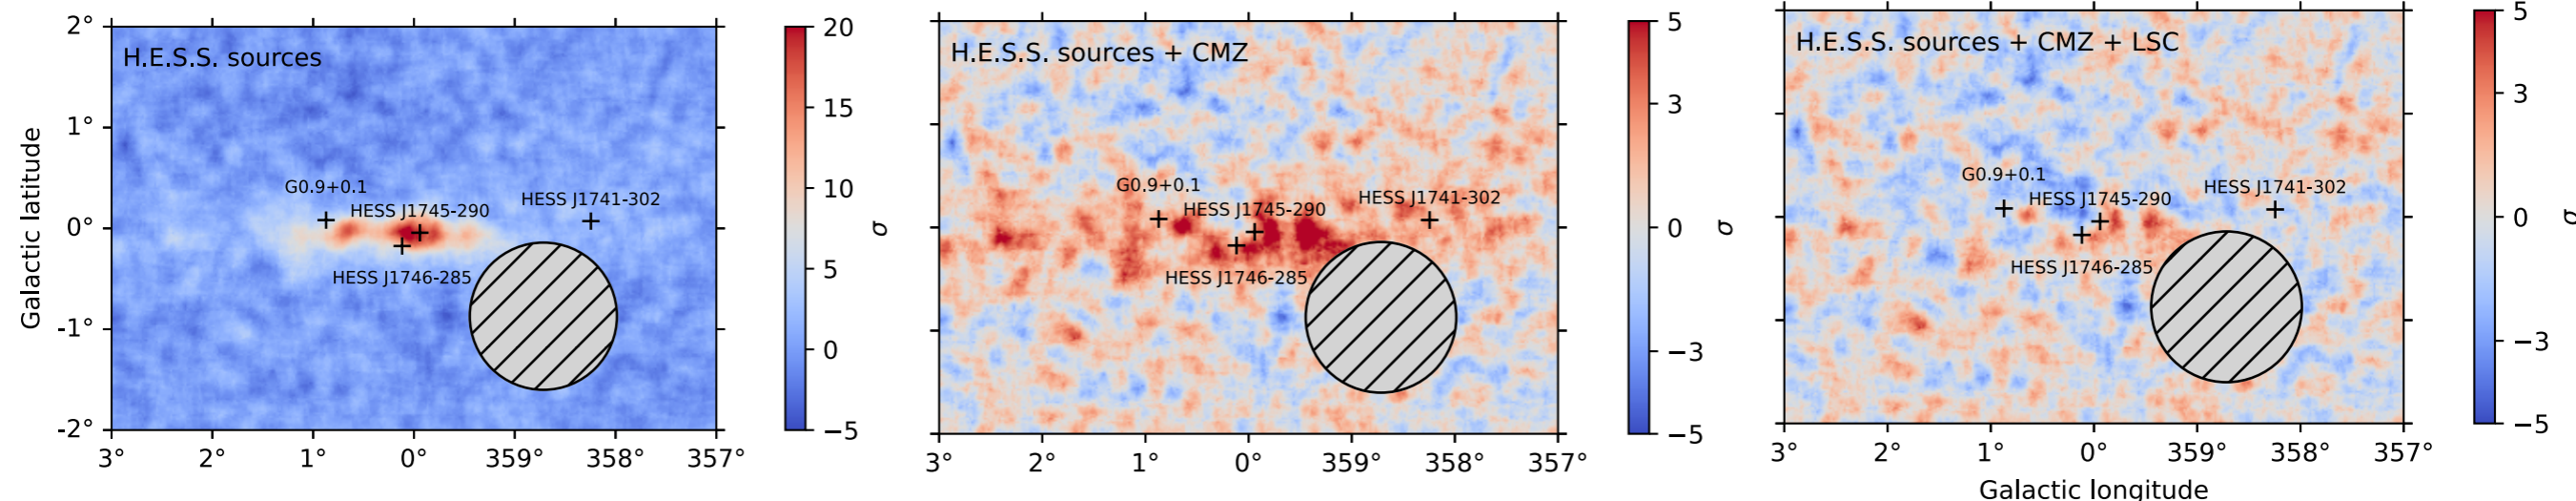 H.E.S.S. sources
Galactic latitude
2°
1°
0°
-1°
-2°
G0.9+0.1
HESS J1745-290
HESS J1741-302
HESS J1746-285
3°
2°
1°
0°
359°
358°
357°
20
15
10
5
0
−5
σ
H.E.S.S. sources + CMZ
G0.9+0.1
HESS J1745-290
HESS J1741-302
HESS J1746-285
3°
2°
1°
0°
359°
358°
357°
5
3
0
−3
−5
σ
H.E.S.S. sources + CMZ + LSC
G0.9+0.1
HESS J1745-290
HESS J1741-302
HESS J1746-285
3°
2°
1°
0°
359°
358°
357°
Galactic longitude
5
3
0
−3
−5
σ